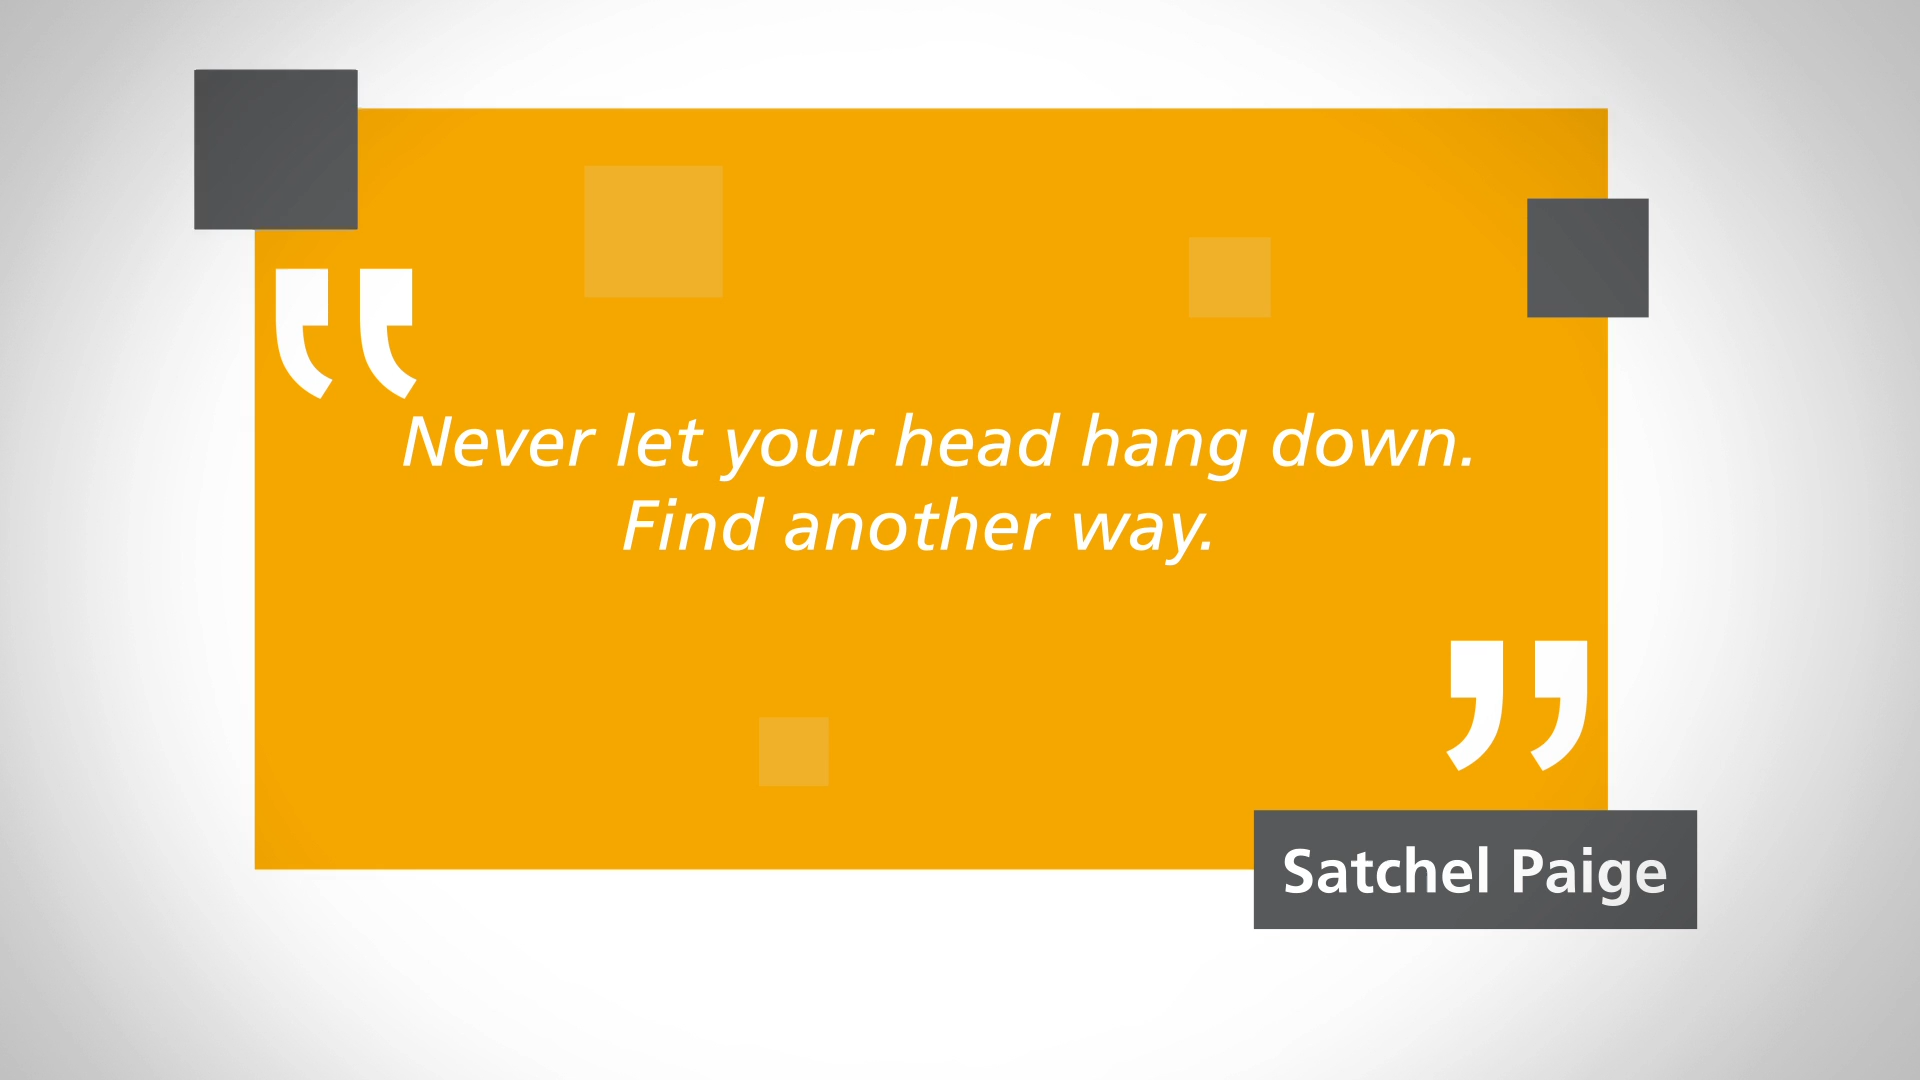 “
Never let your head hang down.
Find another way.
”
Satchel Paige